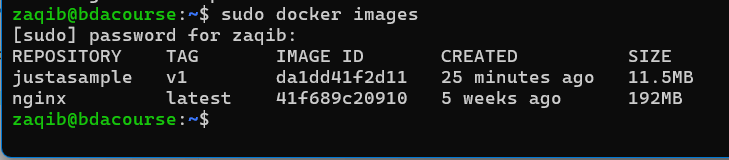 zaqib@bdacourse:~$ sudo docker images
[sudo] password for zaqib:
REPOSITORY TAG IMAGE ID CREATED SIZE
justasample v1 da1dd41f2d11 25 minutes ago 11.5MB
nginx latest 41f689c20910 5 weeks ago 192MB
zaqib@bdacourse:~$